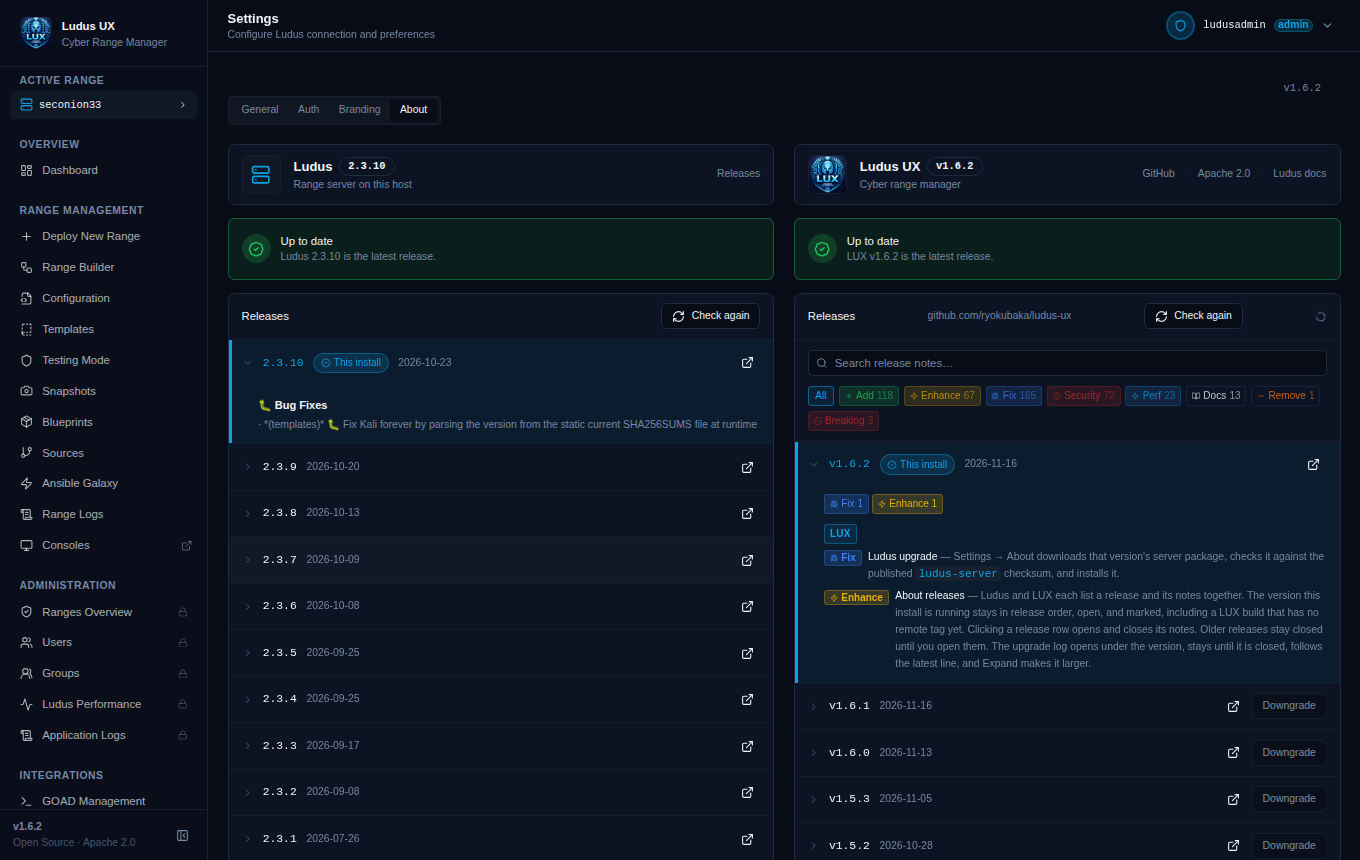 Ludus UX
Cyber Range Manager
ACTIVE RANGE
seconion33
OVERVIEW
Dashboard
RANGE MANAGEMENT
Deploy New Range
Range Builder
Configuration
Templates
Testing Mode
Snapshots
Blueprints
Sources
Ansible Galaxy
Range Logs
Consoles
ADMINISTRATION
Ranges Overview
Users
Groups
Ludus Performance
Application Logs
INTEGRATIONS
GOAD Management
v1.6.2
Open Source · Apache 2.0
Settings
Configure Ludus connection and preferences
ludusadmin admin
v1.6.2
General Auth Branding About
Ludus 2.3.10
Range server on this host
Releases
Up to date
Ludus 2.3.10 is the latest release.
Releases Check again
2.3.10 This install 2026-10-23
🐛 Bug Fixes
· *(templates)* 🐛 Fix Kali forever by parsing the version from the static current SHA256SUMS file at runtime
2.3.9 2026-10-20
2.3.8 2026-10-13
2.3.7 2026-10-09
2.3.6 2026-10-08
2.3.5 2026-09-25
2.3.4 2026-09-25
2.3.3 2026-09-17
2.3.2 2026-09-08
2.3.1 2026-07-26
LUX
Ludus UX v1.6.2
Cyber range manager
GitHub Apache 2.0 Ludus docs
Up to date
LUX v1.6.2 is the latest release.
Releases github.com/ryokubaka/ludus-ux Check again
Search release notes…
All Add 118 Enhance 67 Fix 165 Security 72 Perf 23 Docs 13 Remove 1
Breaking 3
v1.6.2 This install 2026-11-16
Fix 1 Enhance 1
LUX
Fix Ludus upgrade — Settings → About downloads that version's server package, checks it against the
published ludus-server checksum, and installs it.
Enhance About releases — Ludus and LUX each list a release and its notes together. The version this
install is running stays in release order, open, and marked, including a LUX build that has no
remote tag yet. Clicking a release row opens and closes its notes. Older releases stay closed
until you open them. The upgrade log opens under the version, stays until it is closed, follows
the latest line, and Expand makes it larger.
v1.6.1 2026-11-16 Downgrade
v1.6.0 2026-11-13 Downgrade
v1.5.3 2026-11-05 Downgrade
v1.5.2 2026-10-28 Downgrade